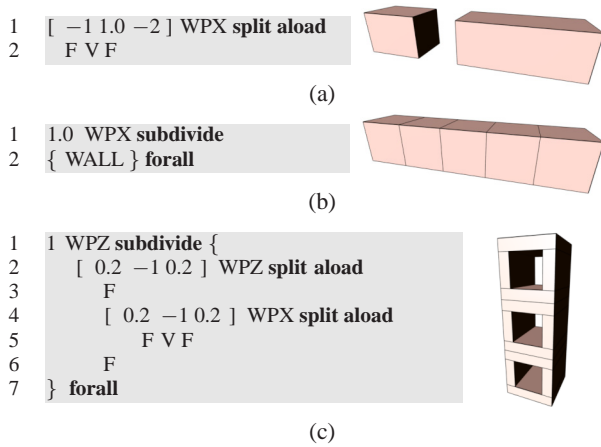 1 [ −1 1.0 −2 ] WPX split aload
2 F V F
(a)
1 1.0 WPX subdivide
2 { WALL } forall
(b)
1 1 WPZ subdivide {
2 [ 0.2 −1 0.2 ] WPZ split aload
3 F
4 [ 0.2 −1 0.2 ] WPX split aload
5 F V F
6 F
7 } forall
(c)